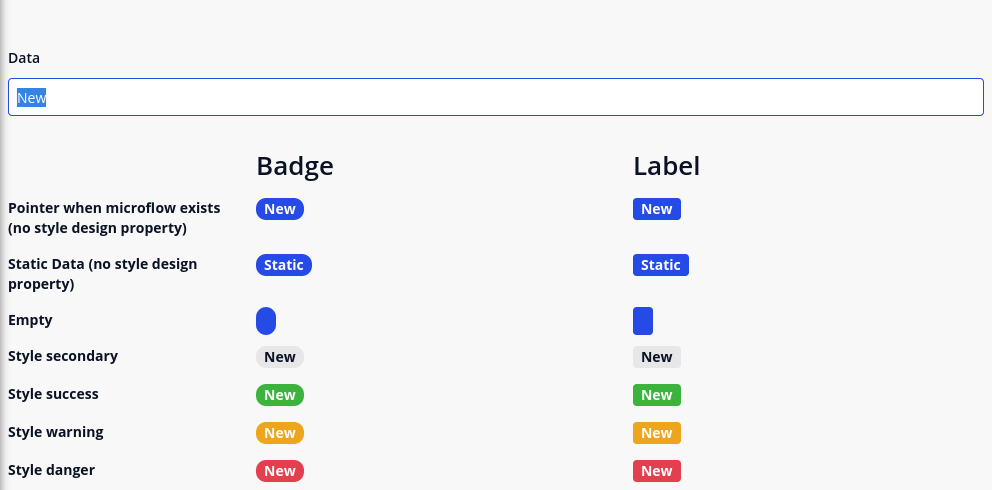 Data
New
Badge Label
Pointer when microflow exists New New
(no style design property)
Static Data (no style design Static Static
property)
Empty
Style secondary New New
Style success New New
Style warning New New
Style danger New New